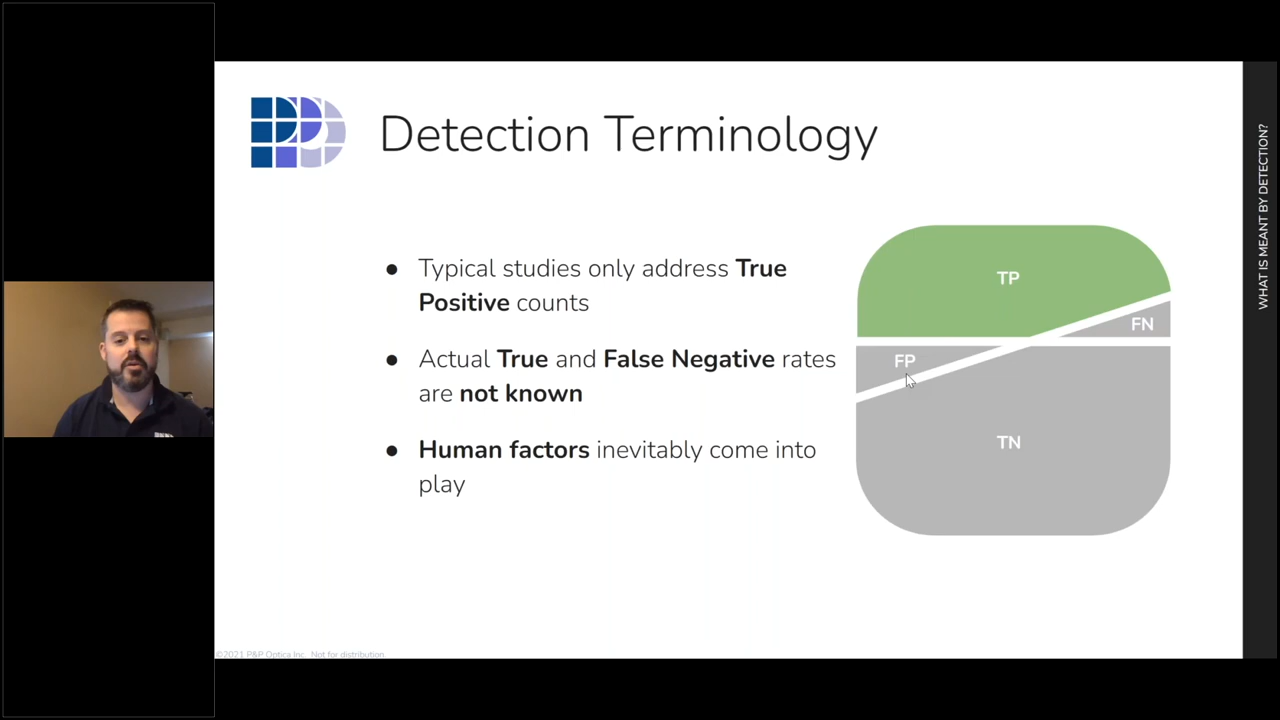 Detection Terminology
● Typical studies only address True
Positive counts
● Actual True and False Negative rates
are not known
● Human factors inevitably come into
play
TP
FN
FP
TN
WHAT IS MEANT BY DETECTION?
©2021 P&P Optica Inc. Not for distribution.